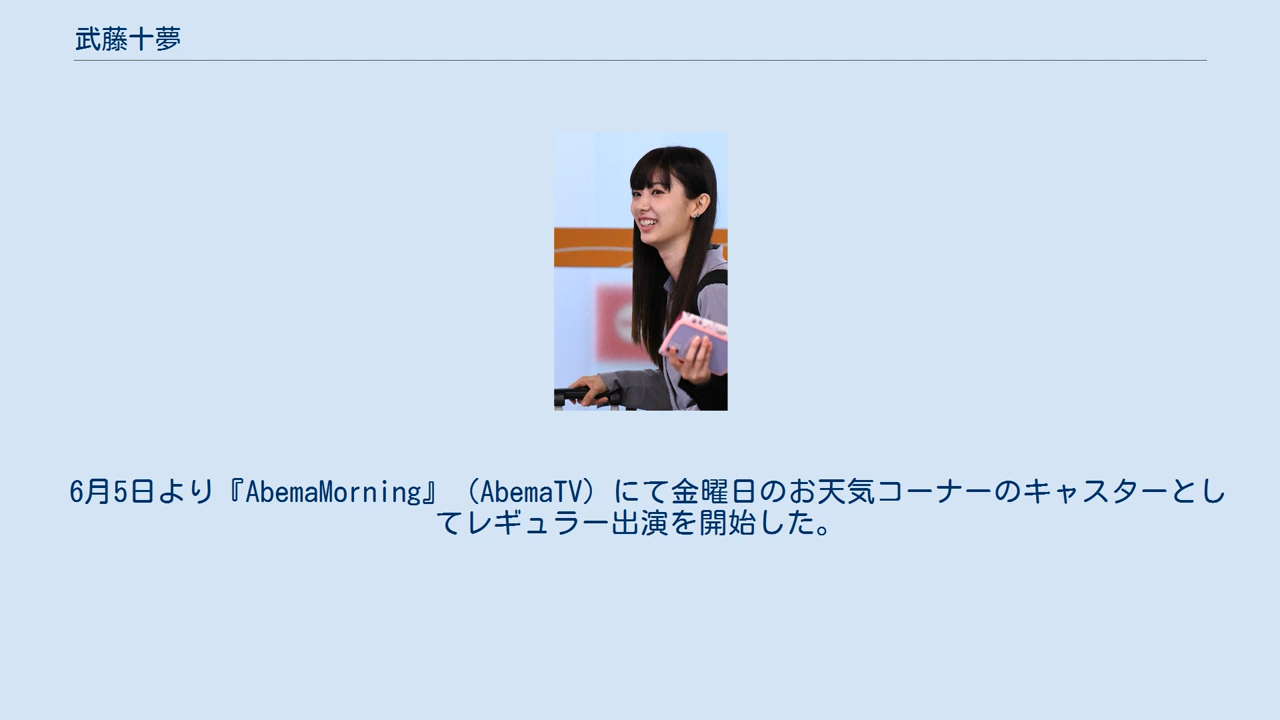 武藤十夢
6月5日より『AbemaMorning』（AbemaTV）にて金曜日のお天気コーナーのキャスターとし
てレギュラー出演を開始した。